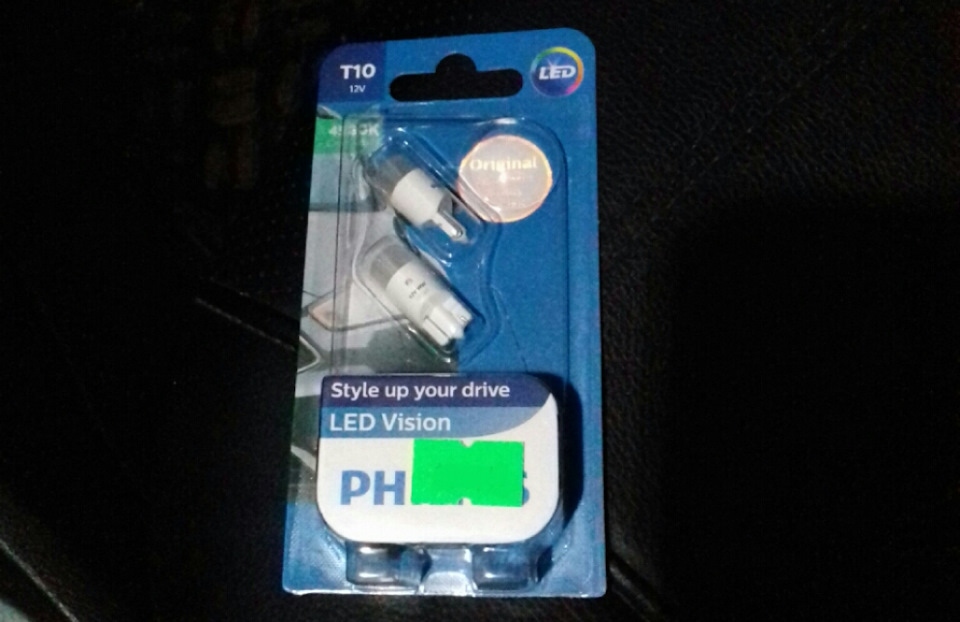 T10
12V
LED
Original
Style up your drive
LED Vision
PH